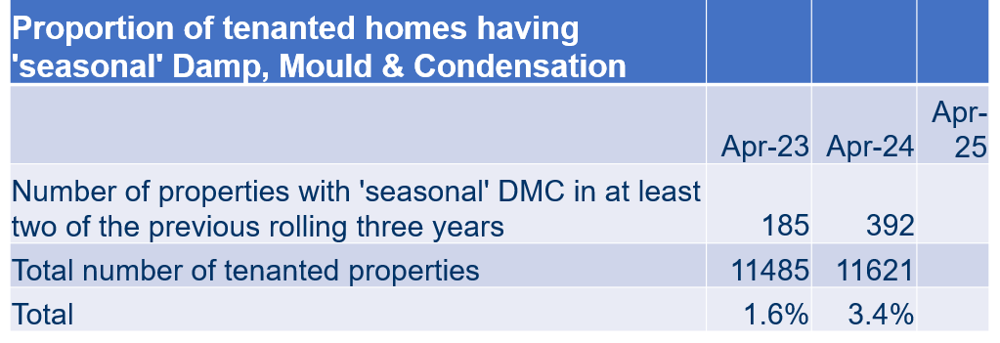 Proportion of tenanted homes having
'seasonal' Damp, Mould & Condensation
Apr-23 Apr-24 Apr-
25
Number of properties with 'seasonal' DMC in at least
two of the previous rolling three years 185 392
Total number of tenanted properties 11485 11621
Total 1.6% 3.4%